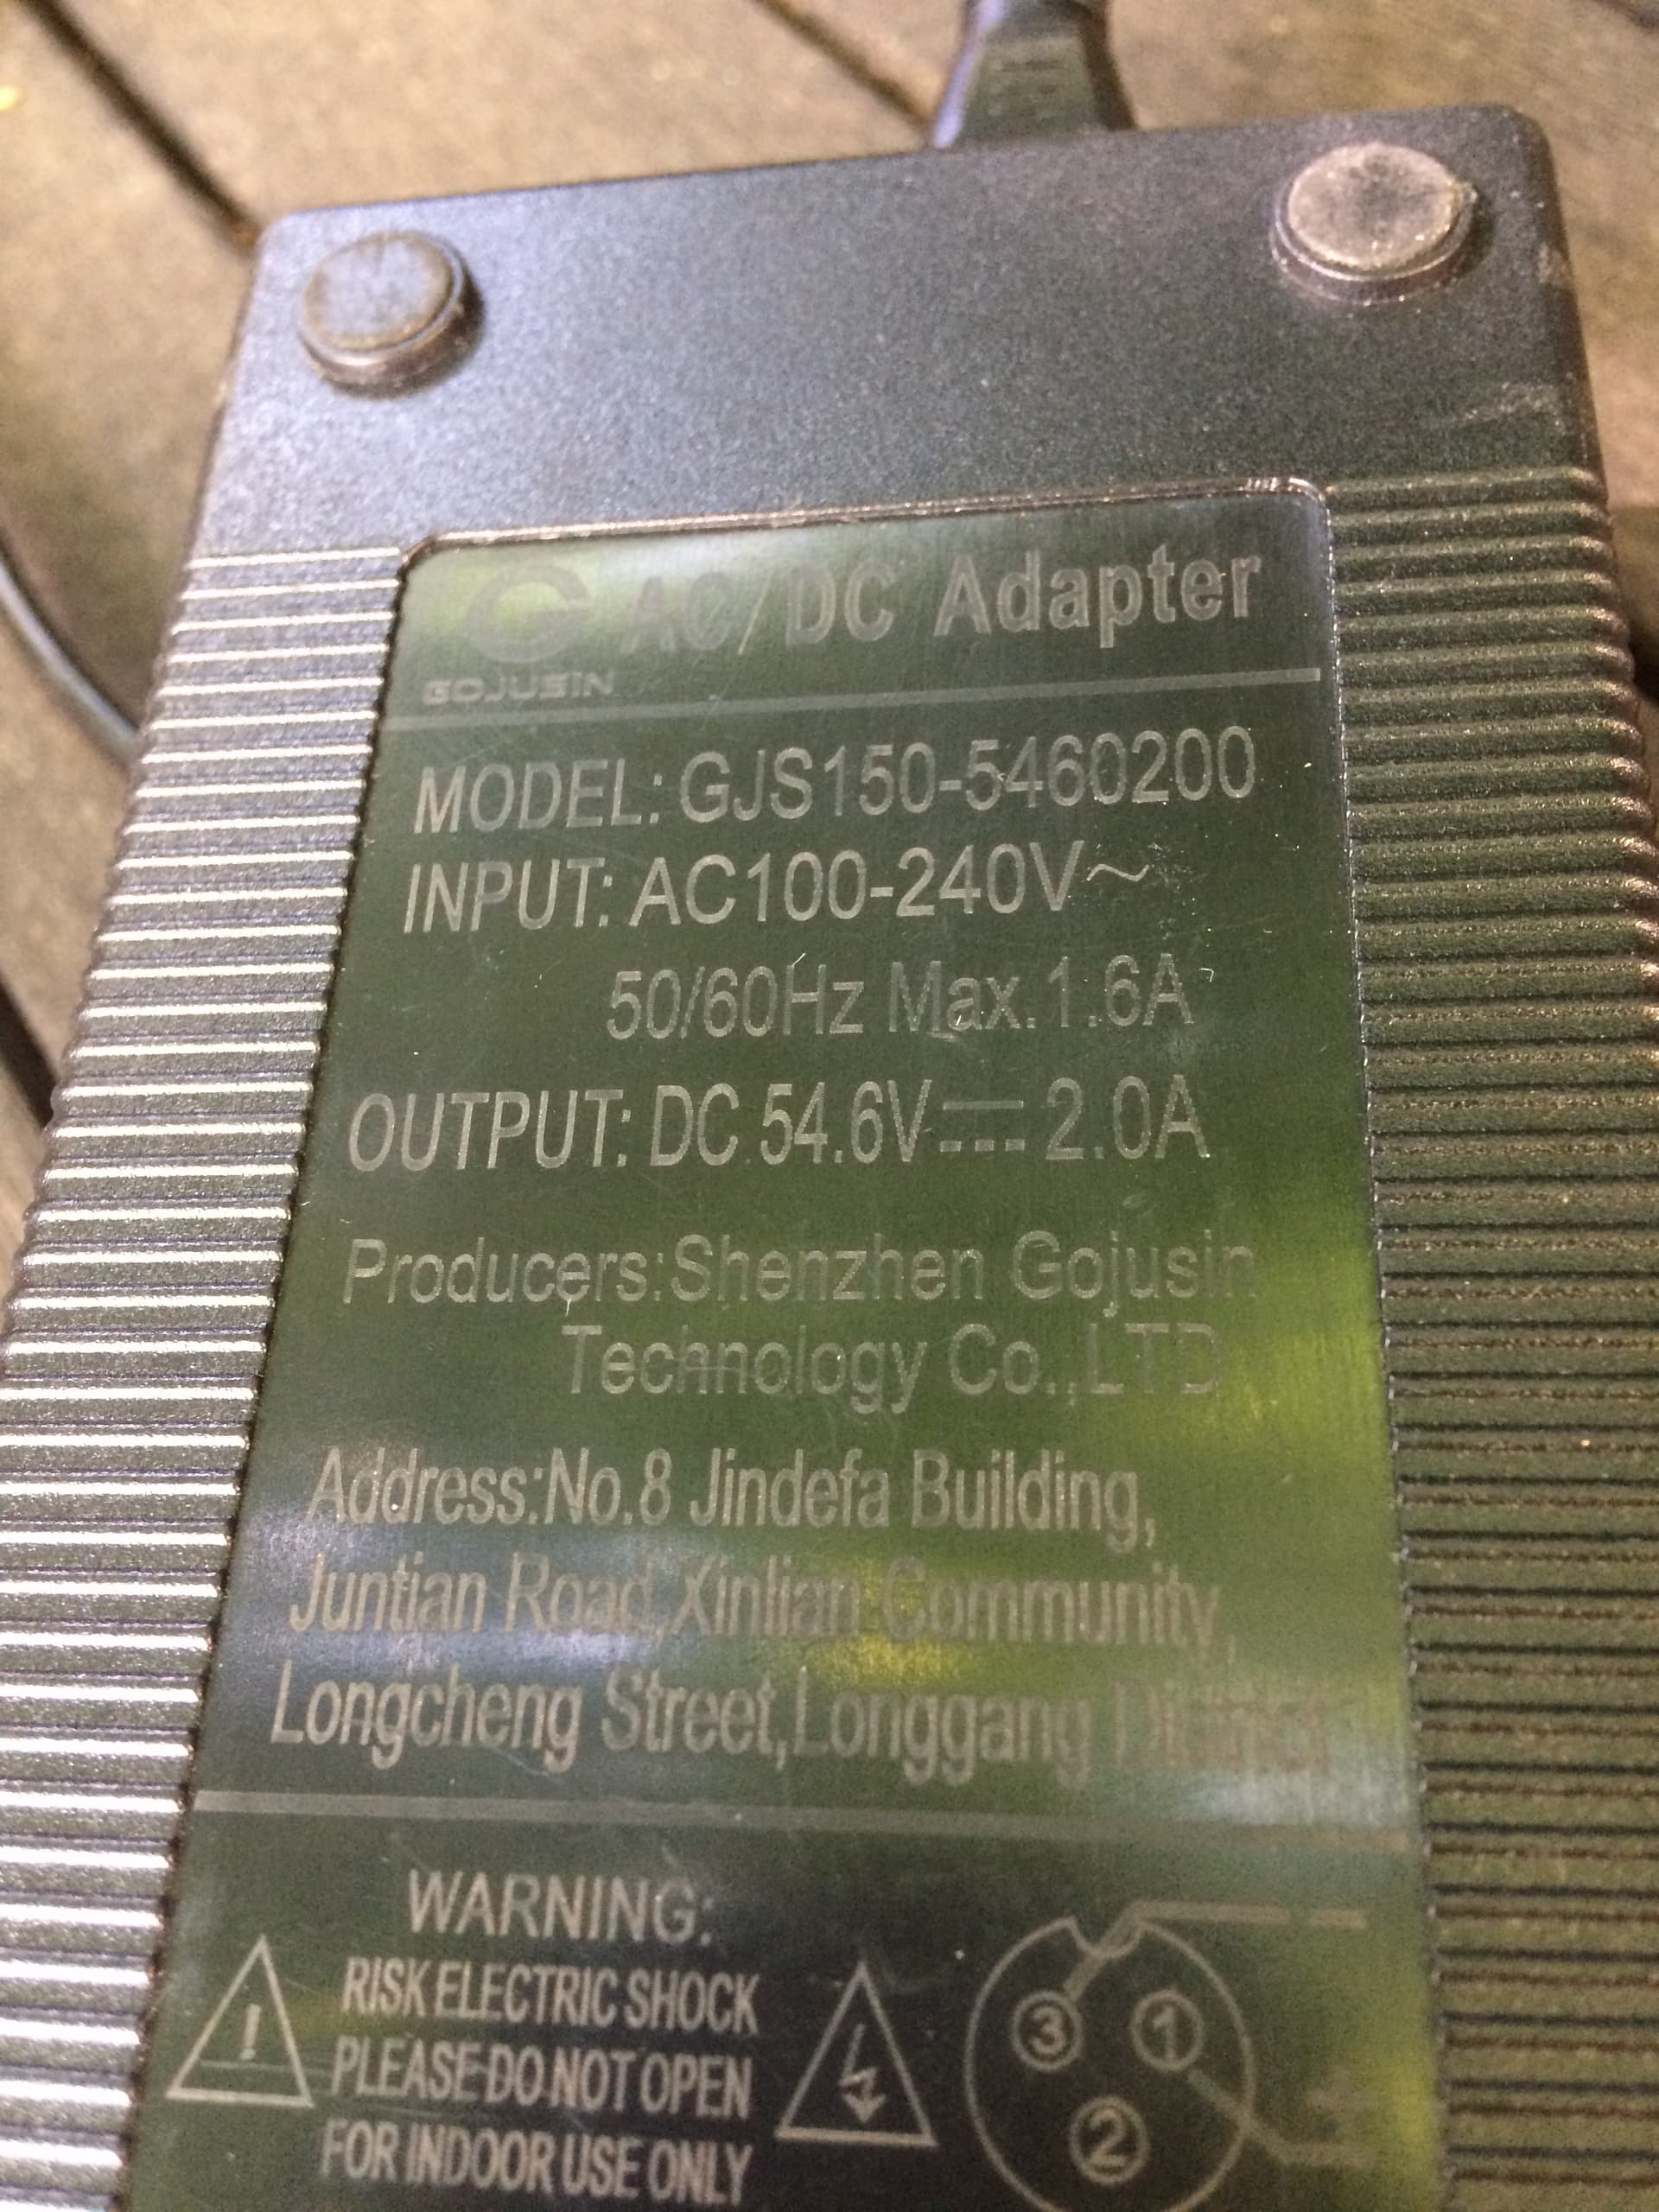 AC/DC Adapter
GOJUSIN
MODEL: GJS150-5460200
INPUT: AC100-240V~
50/60Hz Max.1.6A
OUTPUT: DC 54.6V⎓2.0A
Producers:Shenzhen Gojusin
Technology Co.,LTD
Address:No.8 Jindefa Building,
Juntian Road,Xinlian Community,
Longcheng Street,Longgang District
WARNING:
RISK ELECTRIC SHOCK
PLEASE DO NOT OPEN
FOR INDOOR USE ONLY
3 1
2